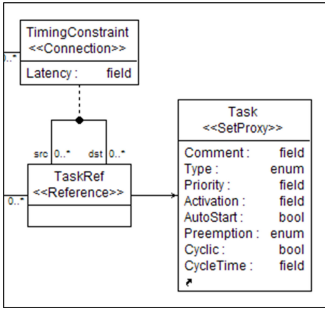 TimingConstraint
<<Connection>>
0..*
Latency : field
src 0..* dst 0..*
TaskRef
<<Reference>>
0..*
Task
<<SetProxy>>
Comment : field
Type : enum
Priority : field
Activation : field
AutoStart : bool
Preemption : enum
Cyclic : bool
CycleTime : field